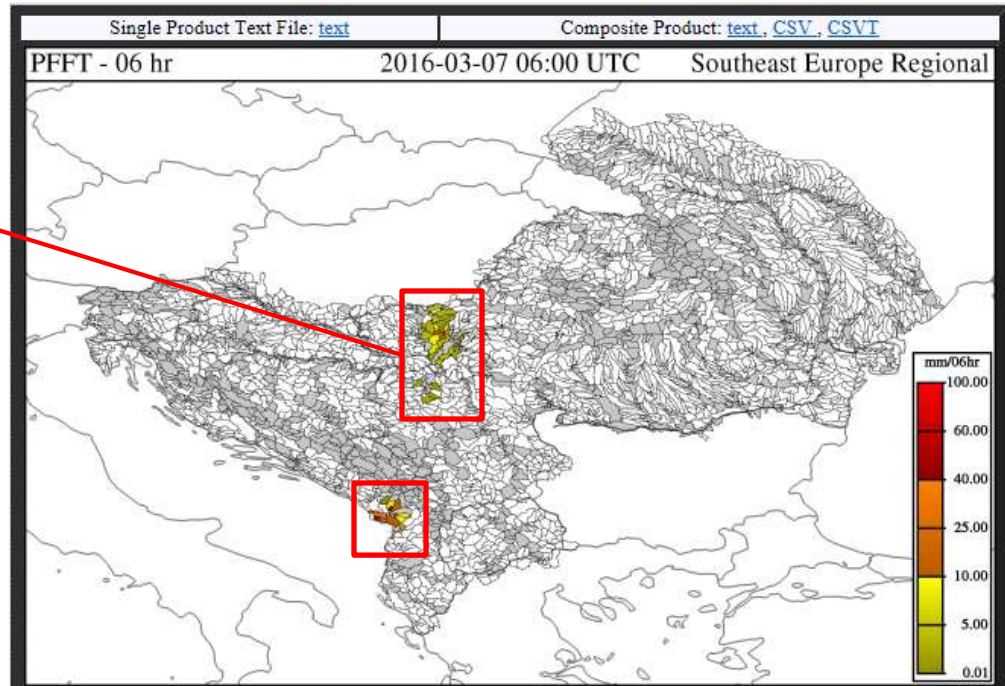 Single Product Text File: text
Composite Product: text , CSV , CSVT
PFFT - 06 hr
2016-03-07 06:00 UTC
Southeast Europe Regional
mm/06hr
100.00
60.00
40.00
25.00
10.00
5.00
0.01